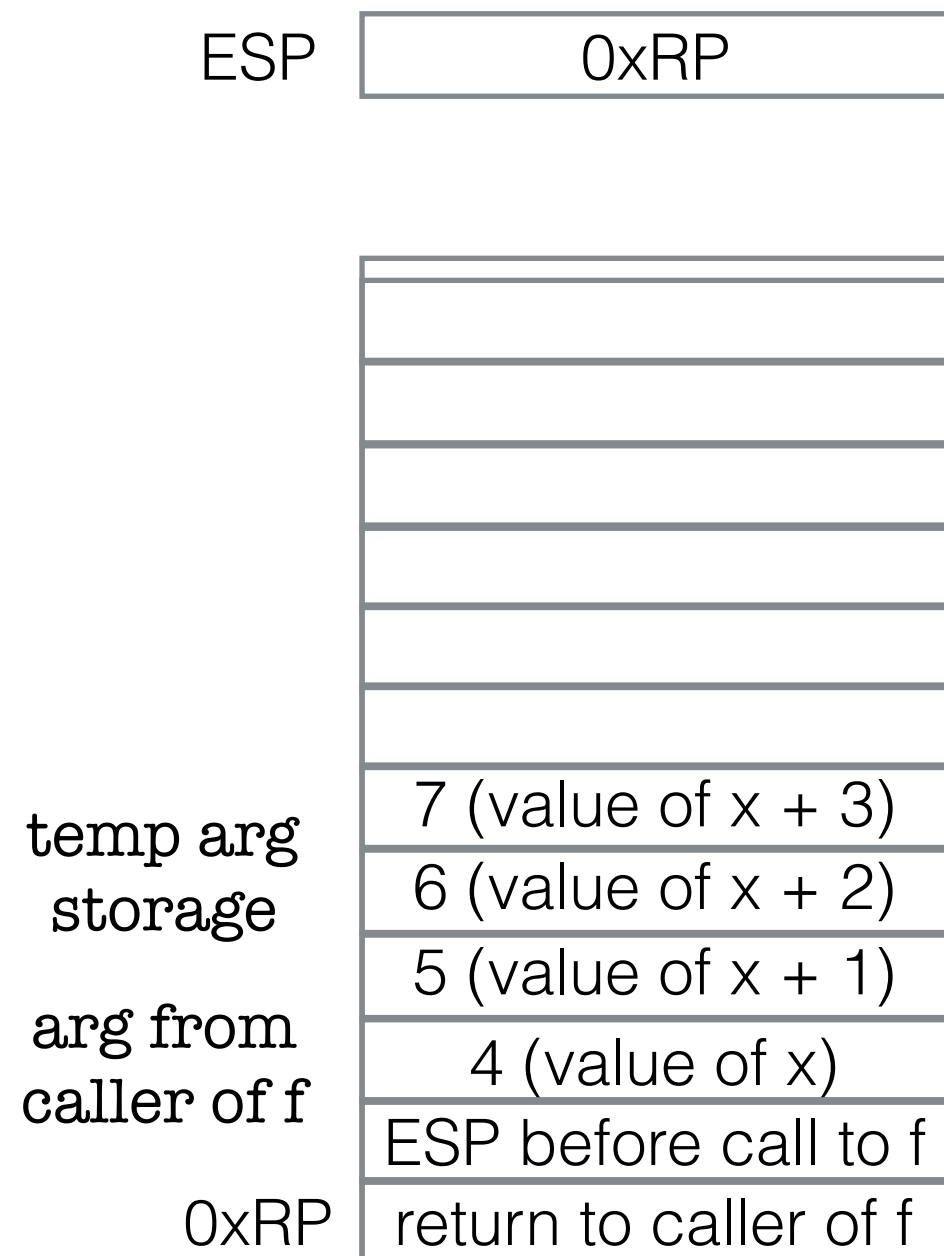 ESP 0xRP
7 (value of x + 3)
temp arg
storage
6 (value of x + 2)
5 (value of x + 1)
arg from
caller of f
4 (value of x)
ESP before call to f
0xRP return to caller of f